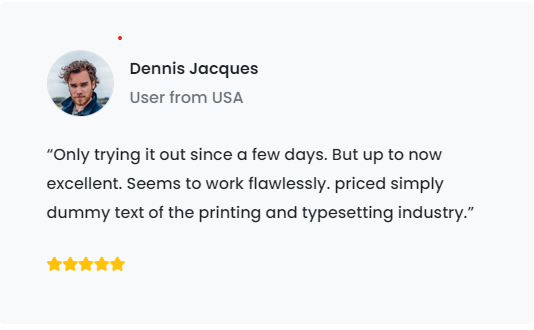 Dennis Jacques
User from USA
“Only trying it out since a few days. But up to now
excellent. Seems to work flawlessly. priced simply
dummy text of the printing and typesetting industry.”